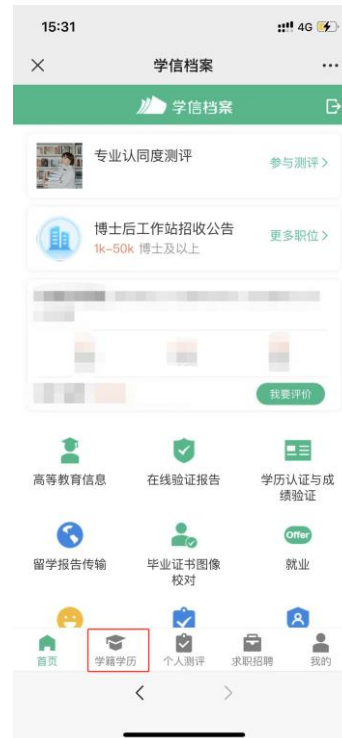 15:31
4G
学信档案
学信档案
专业认同度测评
参与测评 >
博士后工作站招收公告
更多职位 >
1k-50k 博士及以上
我要评价
高等教育信息
在线验证报告
学历认证与成
绩验证
留学报告传输
毕业证书图像
校对
Offer
就业
首页
学籍学历
个人测评
求职招聘
我的